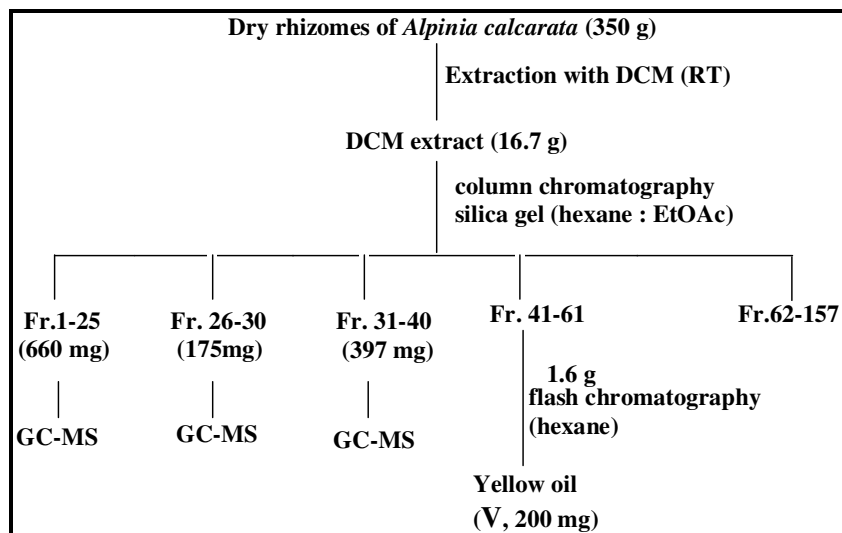 Dry rhizomes of Alpinia calcarata (350 g)
Extraction with DCM (RT)
DCM extract (16.7 g)
column chromatography
silica gel (hexane : EtOAc)
Fr.1-25
(660 mg)
GC-MS
Fr. 26-30
(175mg)
GC-MS
Fr. 31-40
(397 mg)
GC-MS
Fr. 41-61
1.6 g
flash chromatography
(hexane)
Yellow oil
(V, 200 mg)
Fr.62-157